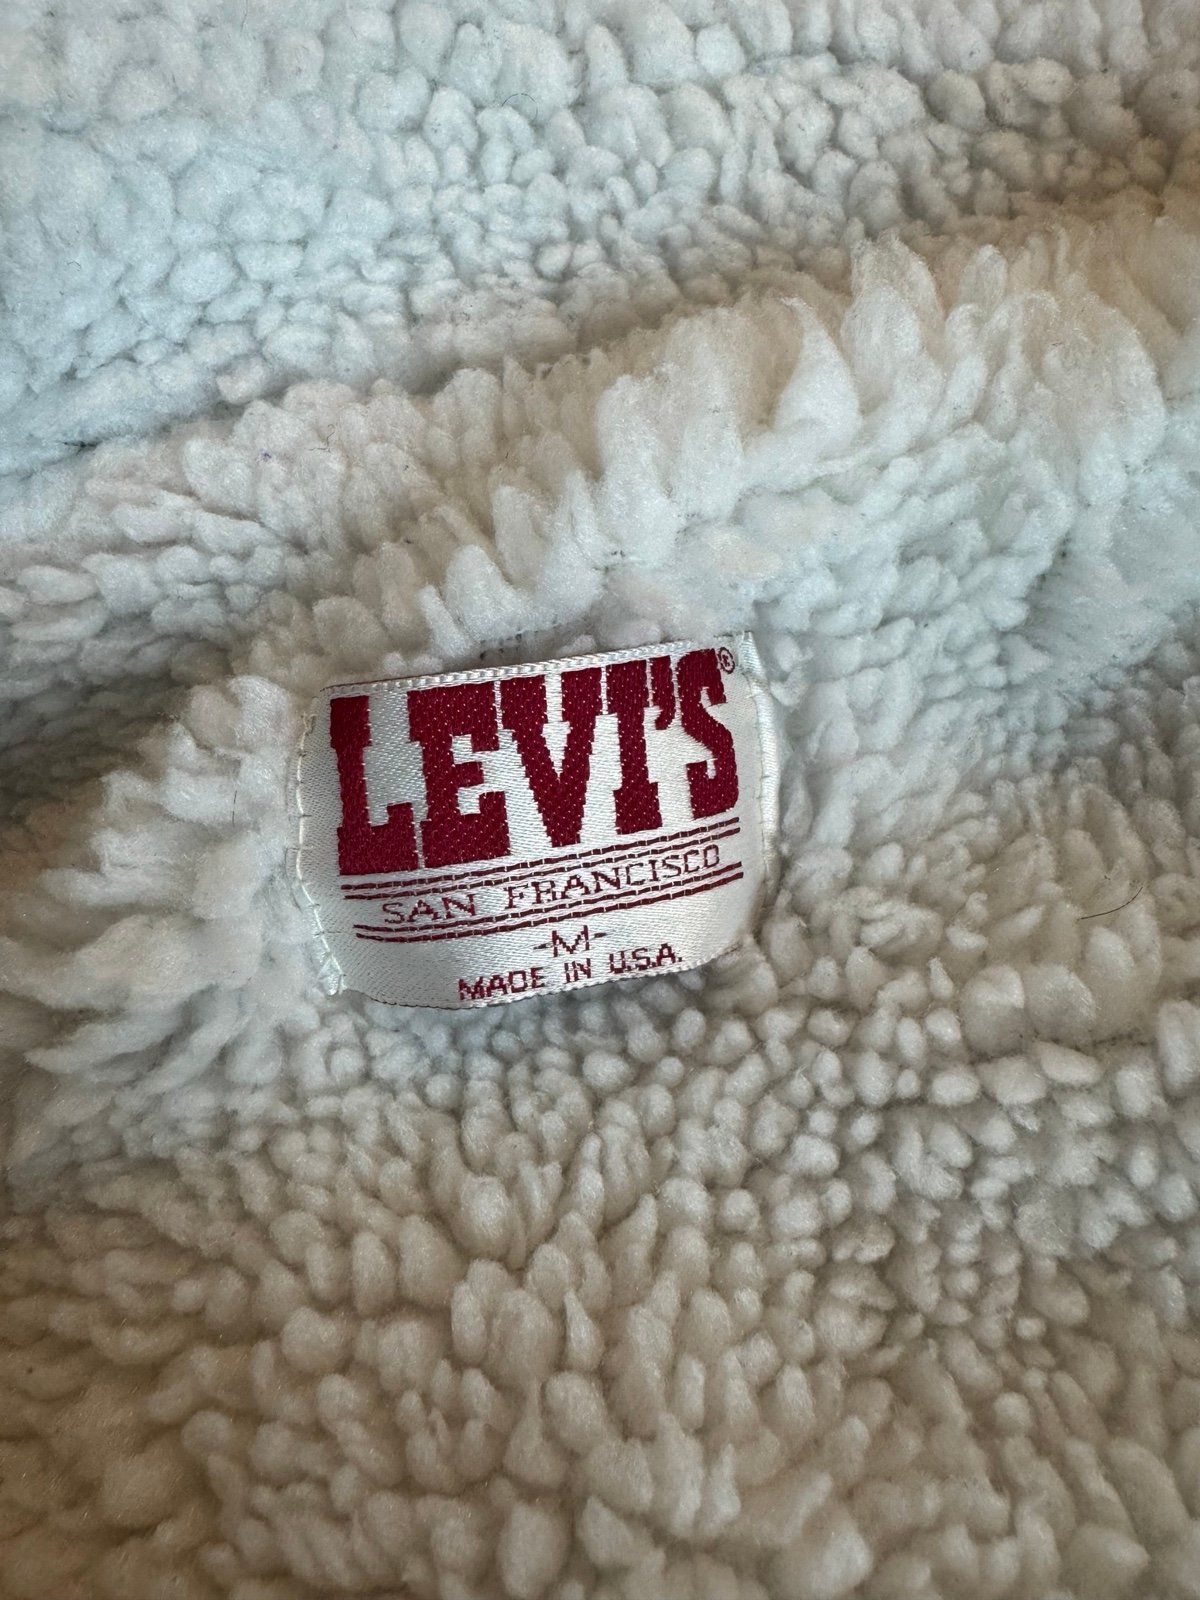 LEVI'S®
SAN FRANCISCO
-M-
MADE IN U.S.A.